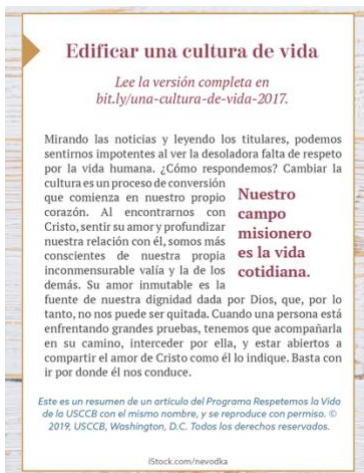 Edificar una cultura de vida
Lee la versión completa en
bit.ly/una-cultura-de-vida-2017.
Mirando las noticias y leyendo los titulares, podemos
sentirnos impotentes al ver la desoladora falta de respeto
por la vida humana. ¿Cómo respondemos? Cambiar la
cultura es un proceso de conversión
que comienza en nuestro propio
corazón. Al encontrarnos con
Cristo, sentir su amor y profundizar
nuestra relación con él, somos más
conscientes de nuestra propia
inconmensurable valía y la de los
demás. Su amor inmutable es la
fuente de nuestra dignidad dada por Dios, que, por lo
tanto, no nos puede ser quitada. Cuando una persona está
enfrentando grandes pruebas, tenemos que acompañarla
en su camino, interceder por ella, y estar abiertos a
compartir el amor de Cristo como él lo indique. Basta con
ir por donde él nos conduce.
Nuestro
campo
misionero
es la vida
cotidiana.
Este es un resumen de un artículo del Programa Respetemos la Vida
de la USCCB con el mismo nombre, y se reproduce con permiso. ©
2019, USCCB, Washington, D.C. Todos los derechos reservados.
iStock.com/nevodka